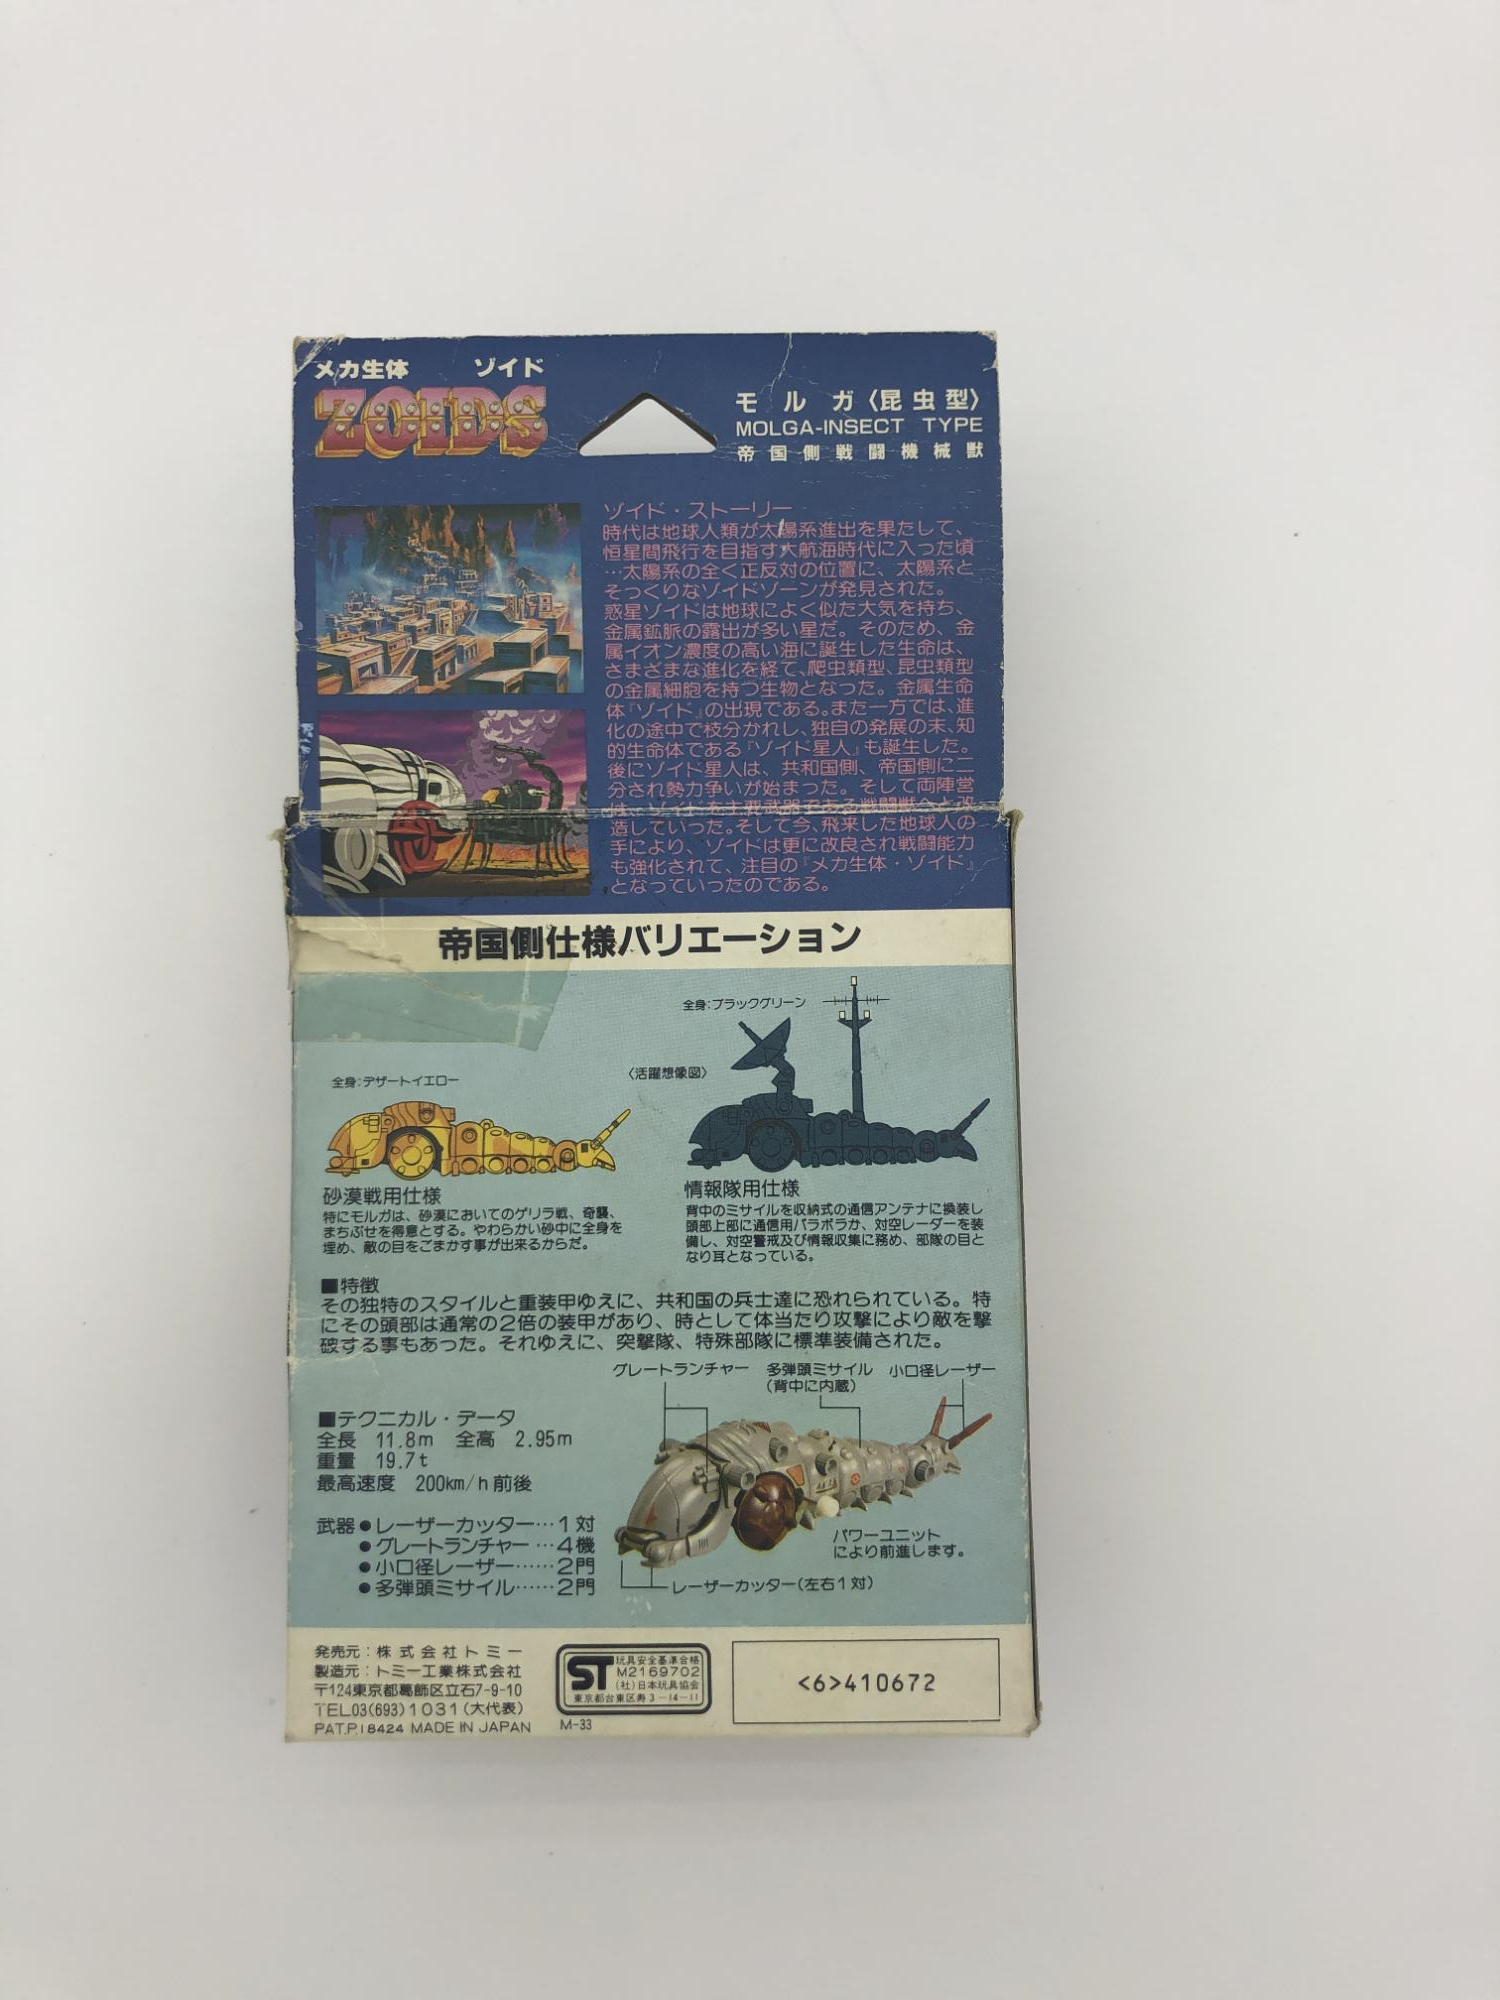 メカ生体 ゾイド
ZOIDS
モルガ〈昆虫型〉
MOLGA-INSECT TYPE
帝国側戦闘機械獣
ゾイド・ストーリー
時代は地球人類が太陽系進出を果たして、
恒星間飛行を目指す大航海時代に入った頃
…太陽系の全く正反対の位置に、太陽系と
そっくりなゾイドゾーンが発見された。
惑星ゾイドは地球によく似た大気を持ち、
金属鉱脈の露出が多い星だ。そのため、金
属イオン濃度の高い海に誕生した生命は、
さまざまな進化を経て、爬虫類型、昆虫類型
の金属細胞を持つ生物となった。金属生命
体『ゾイド』の出現である。また一方では、進
化の途中で枝分かれし、独自の発展の末、知
的生命体である『ゾイド星人』も誕生した。
後にゾイド星人は、共和国側、帝国側に二
分され勢力争いが始まった。そして両陣営
は、ゾイドを主要武器である戦闘獣へと改
造していった。そして今、飛来した地球人の
手により、ゾイドは更に改良され戦闘能力
も強化されて、注目の『メカ生体・ゾイド』
となっていったのである。
帝国側仕様バリエーション
全身:ブラックグリーン
〈活躍想像図〉
全身:デザートイエロー
砂漠戦用仕様
特にモルガは、砂漠においてのゲリラ戦、奇襲、
まちぶせを得意とする。やわらかい砂中に全身を
埋め、敵の目をごまかす事が出来るからだ。
情報隊用仕様
背中のミサイルを収納式の通信アンテナに換装し
頭部上部に通信用パラボラか、対空レーダーを装
備し、対空警戒及び情報収集に務め、部隊の目と
なり耳となっている。
■特徴
その独特のスタイルと重装甲ゆえに、共和国の兵士達に恐れられている。特
にその頭部は通常の2倍の装甲があり、時として体当たり攻撃により敵を撃
破する事もあった。それゆえに、突撃隊、特殊部隊に標準装備された。
グレートランチャー 多弾頭ミサイル 小口径レーザー
(背中に内蔵)
■テクニカル・データ
全長 11.8m 全高 2.95m
重量 19.7t
最高速度 200km/h前後
武器●レーザーカッター…1対
●グレートランチャー…4機
●小口径レーザー……2門
●多弾頭ミサイル……2門
パワーユニット
により前進します。
レーザーカッター(左右1対)
発売元:株式会社トミー
製造元:トミー工業株式会社
〒124東京都葛飾区立石7-9-10
TEL03(693)1031(大代表)
PAT.P.18424 MADE IN JAPAN
ST 玩具安全基準合格
M2169702
(社)日本玩具協会
東京都台東区寿3-14-11
M-33
<6>410672